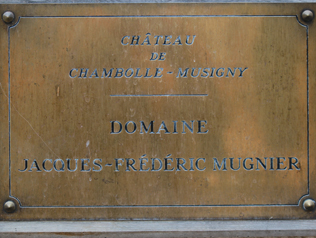 CHÂTEAU
DE
CHAMBOLLE-MUSIGNY
DOMAINE
JACQUES-FRÉDÉRIC MUGNIER